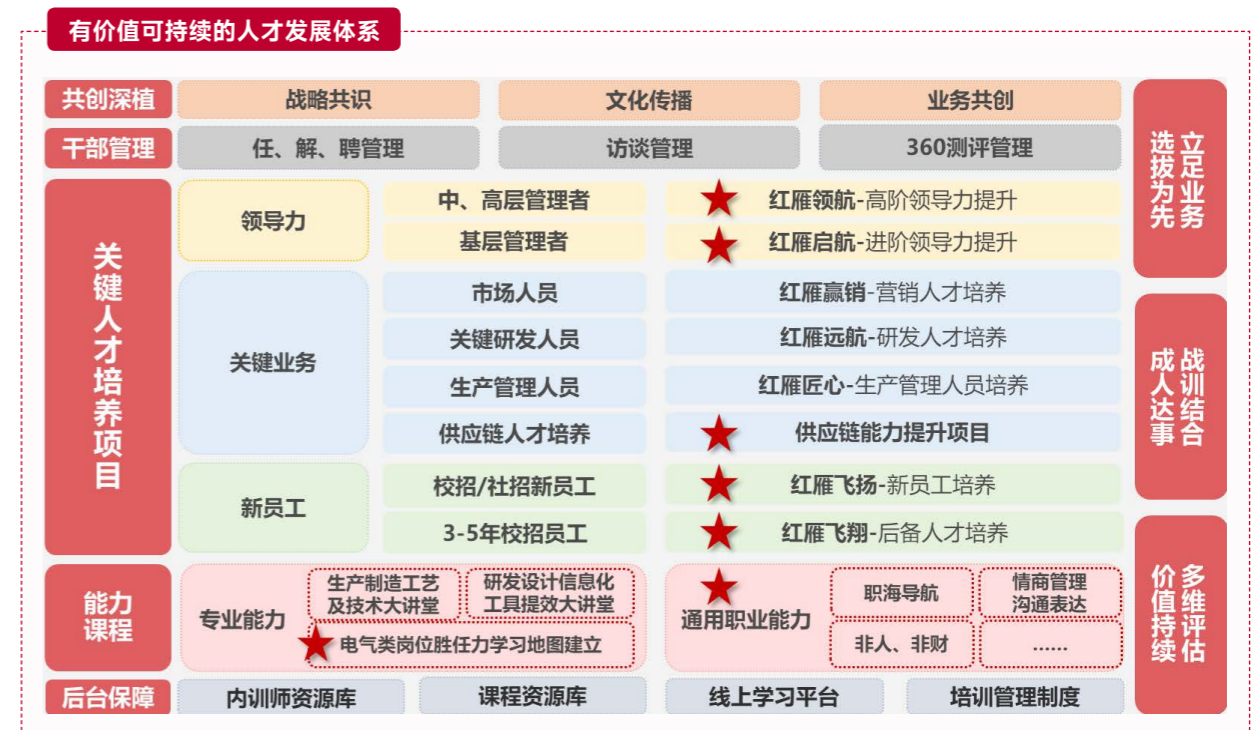 有价值可持续的人才发展体系
共创深植
战略共识
文化传播
业务共创
干部管理
任、解、聘管理
访谈管理
360测评管理
关键人才培养项目
领导力
中、高层管理者
红雁领航-高阶领导力提升
基层管理者
红雁启航-进阶领导力提升
关键业务
市场人员
红雁赢销-营销人才培养
关键研发人员
红雁远航-研发人才培养
生产管理人员
红雁匠心-生产管理人员培养
供应链人才培养
供应链能力提升项目
新员工
校招/社招新员工
红雁飞扬-新员工培养
3-5年校招员工
红雁飞翔-后备人才培养
能力
课程
专业能力
生产制造工艺
及技术大讲堂
研发设计信息化
工具提效大讲堂
电气类岗位胜任力学习地图建立
通用职业能力
职海导航
情商管理
沟通表达
非人、非财
......
后台保障
内训师资源库
课程资源库
线上学习平台
培训管理制度
立足业务
选拔为先
战训结合
成人达事
多维评估
价值持续